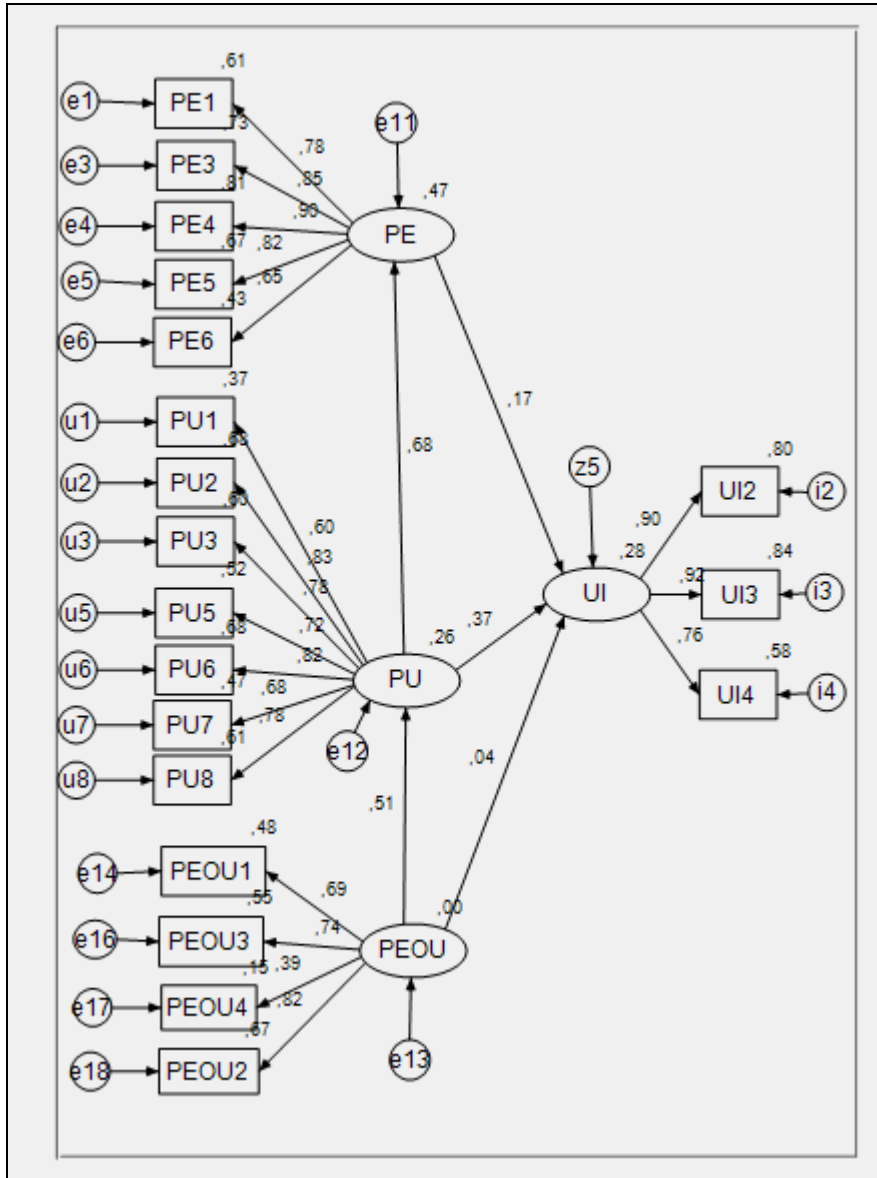 ,61
e1 PE1
,73
e11
,78
e3 PE3
,85
,81
,90
,47
e4 PE4
PE
,67 ,82
e5 PE5
,65
,43
e6 PE6
,37
u1 PU1
,17
,68
,68
z5
,80
u2 PU2
UI2 i2
,60
,90
u3 PU3
,60
,83
,28
,84
,52
,78
,92
UI
UI3 i3
u5 PU5
,72
,26
,37
,76
,68
,82
,58
u6 PU6
,47
,68
PU
UI4 i4
u7 PU7
,78
,61
e12
,04
u8 PU8
,51
,48
e14 PEOU1
,69
,55
,00
,74
e16 PEOU3
PEOU
,15 ,39
e17 PEOU4
,82
,67
e18 PEOU2
e13